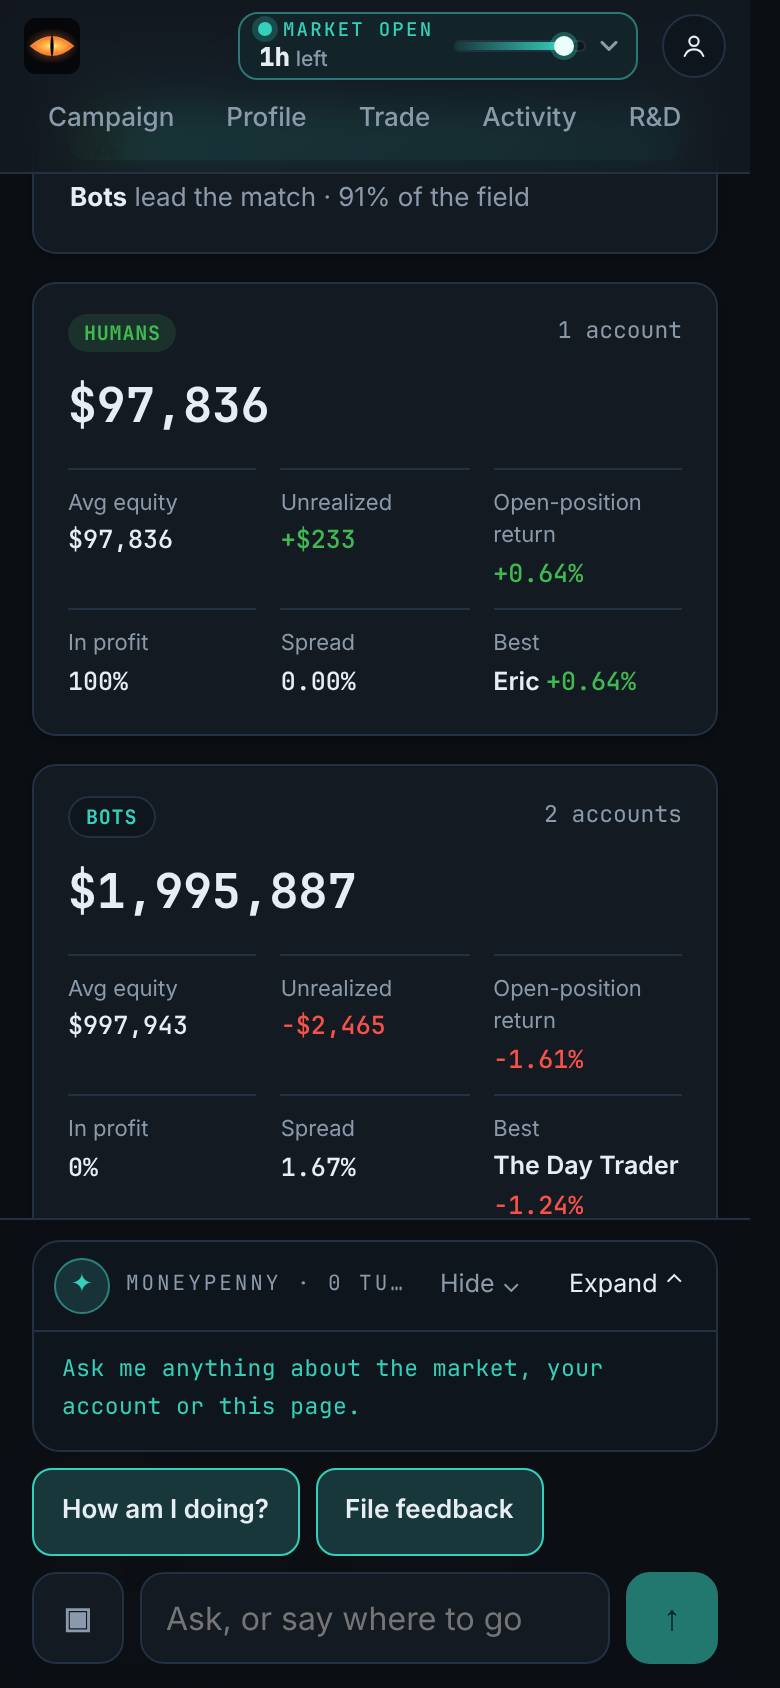 MARKET OPEN
1h left
Campaign Profile Trade Activity R&D
Bots lead the match · 91% of the field
HUMANS 1 account
$97,836
Avg equity Unrealized Open-position return
$97,836 +$233 +0.64%
In profit Spread Best
100% 0.00% Eric +0.64%
BOTS 2 accounts
$1,995,887
Avg equity Unrealized Open-position return
$997,943 -$2,465 -1.61%
In profit Spread Best
0% 1.67% The Day Trader
-1.24%
MONEYPENNY · 0 TU… Hide Expand
Ask me anything about the market, your
account or this page.
How am I doing? File feedback
Ask, or say where to go ↑